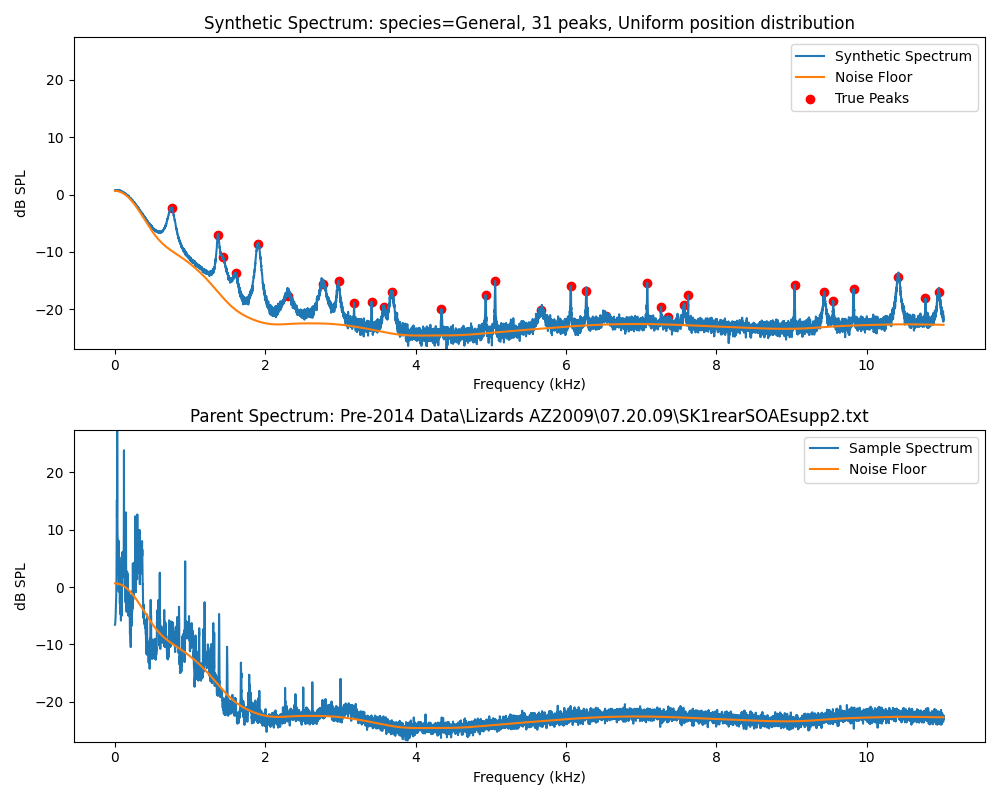 Synthetic Spectrum: species=General, 31 peaks, Uniform position distribution
20
10
0
−10
−20
dB SPL
Synthetic Spectrum
Noise Floor
True Peaks
0 2 4 6 8 10
Frequency (kHz)
Parent Spectrum: Pre-2014 Data\Lizards AZ2009\07.20.09\SK1rearSOAEsupp2.txt
20
10
0
−10
−20
dB SPL
Sample Spectrum
Noise Floor
0 2 4 6 8 10
Frequency (kHz)